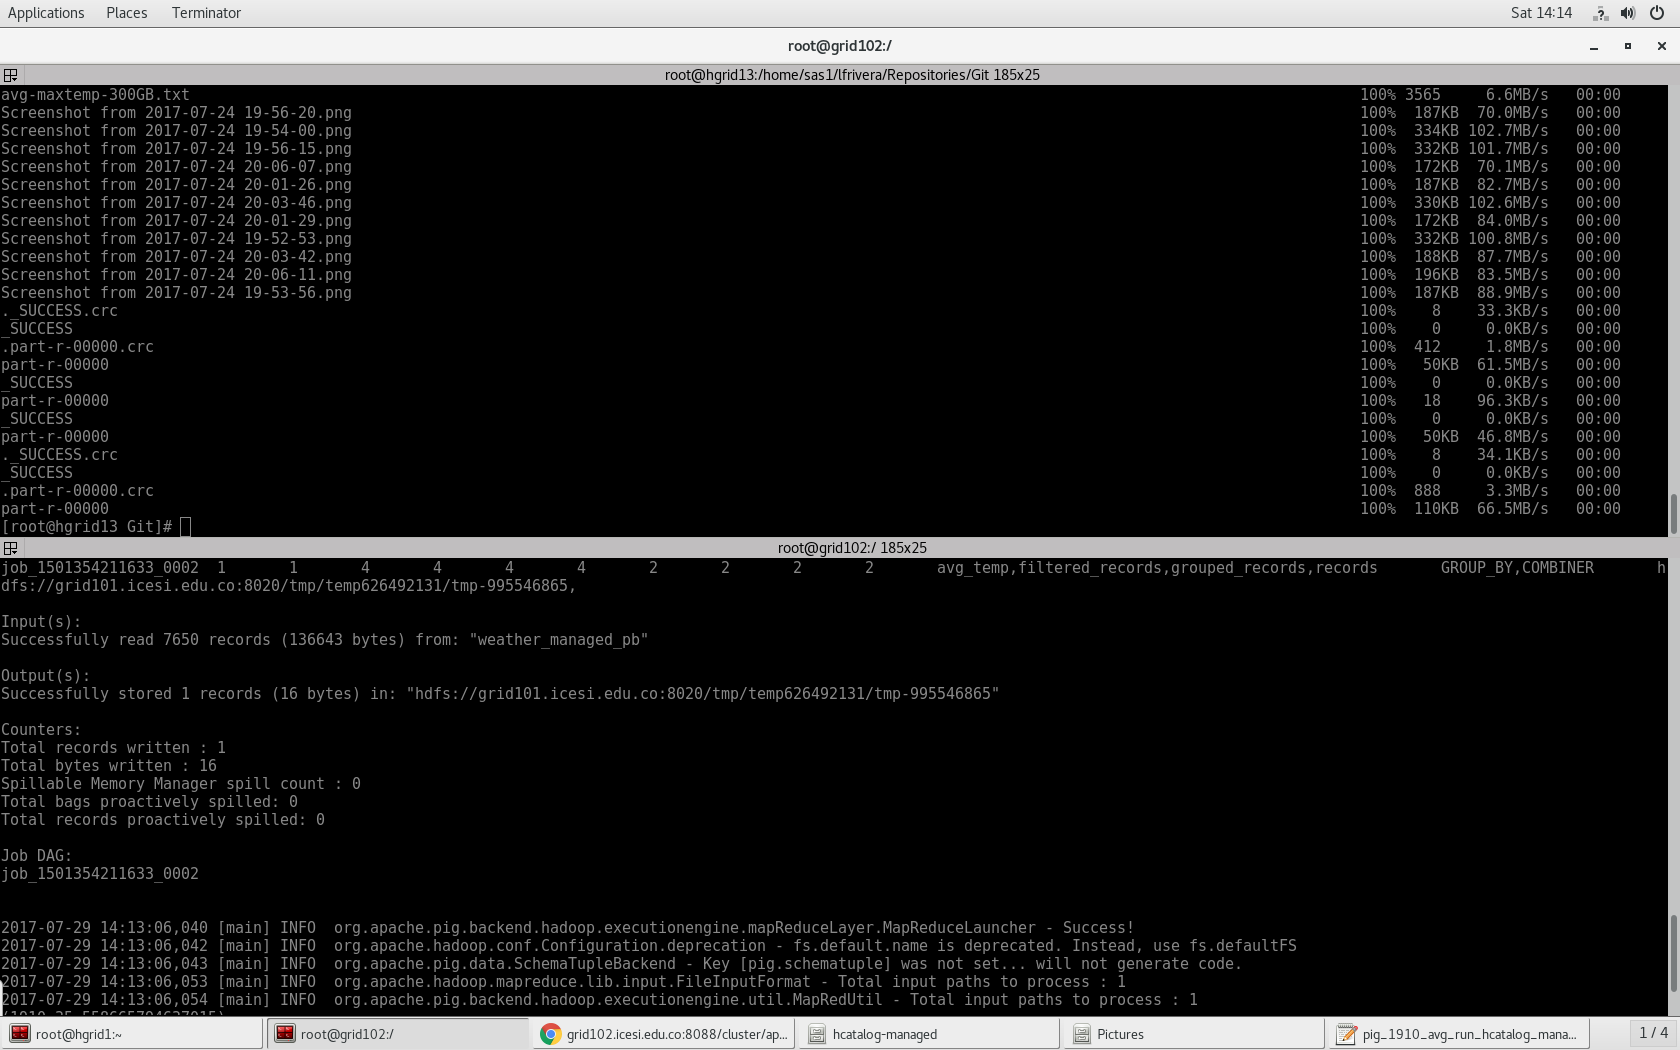 Applications Places Terminator Sat 14:14
root@grid102:/
root@hgrid13:/home/sas1/lfrivera/Repositories/Git 185x25
avg-maxtemp-300GB.txt 100% 3565 6.6MB/s 00:00
Screenshot from 2017-07-24 19-56-20.png 100% 187KB 70.0MB/s 00:00
Screenshot from 2017-07-24 19-54-00.png 100% 334KB 102.7MB/s 00:00
Screenshot from 2017-07-24 19-56-15.png 100% 332KB 101.7MB/s 00:00
Screenshot from 2017-07-24 20-06-07.png 100% 172KB 70.1MB/s 00:00
Screenshot from 2017-07-24 20-01-26.png 100% 187KB 82.7MB/s 00:00
Screenshot from 2017-07-24 20-03-46.png 100% 330KB 102.6MB/s 00:00
Screenshot from 2017-07-24 20-01-29.png 100% 172KB 84.0MB/s 00:00
Screenshot from 2017-07-24 19-52-53.png 100% 332KB 100.8MB/s 00:00
Screenshot from 2017-07-24 20-03-42.png 100% 188KB 87.7MB/s 00:00
Screenshot from 2017-07-24 20-06-11.png 100% 196KB 83.5MB/s 00:00
Screenshot from 2017-07-24 19-53-56.png 100% 187KB 88.9MB/s 00:00
._SUCCESS.crc 100% 8 33.3KB/s 00:00
_SUCCESS 100% 0 0.0KB/s 00:00
.part-r-00000.crc 100% 412 1.8MB/s 00:00
part-r-00000 100% 50KB 61.5MB/s 00:00
_SUCCESS 100% 0 0.0KB/s 00:00
part-r-00000 100% 18 96.3KB/s 00:00
_SUCCESS 100% 0 0.0KB/s 00:00
part-r-00000 100% 50KB 46.8MB/s 00:00
._SUCCESS.crc 100% 8 34.1KB/s 00:00
_SUCCESS 100% 0 0.0KB/s 00:00
.part-r-00000.crc 100% 888 3.3MB/s 00:00
part-r-00000 100% 110KB 66.5MB/s 00:00
[root@hgrid13 Git]#
root@grid102:/ 185x25
job_1501354211633_0002 1 1 4 4 4 4 2 2 2 2 avg_temp,filtered_records,grouped_records,records GROUP_BY,COMBINER h
dfs://grid101.icesi.edu.co:8020/tmp/temp626492131/tmp-995546865,
Input(s):
Successfully read 7650 records (136643 bytes) from: "weather_managed_pb"
Output(s):
Successfully stored 1 records (16 bytes) in: "hdfs://grid101.icesi.edu.co:8020/tmp/temp626492131/tmp-995546865"
Counters:
Total records written : 1
Total bytes written : 16
Spillable Memory Manager spill count : 0
Total bags proactively spilled: 0
Total records proactively spilled: 0
Job DAG:
job_1501354211633_0002
2017-07-29 14:13:06,040 [main] INFO org.apache.pig.backend.hadoop.executionengine.mapReduceLayer.MapReduceLauncher - Success!
2017-07-29 14:13:06,042 [main] INFO org.apache.hadoop.conf.Configuration.deprecation - fs.default.name is deprecated. Instead, use fs.defaultFS
2017-07-29 14:13:06,043 [main] INFO org.apache.pig.data.SchemaTupleBackend - Key [pig.schematuple] was not set... will not generate code.
2017-07-29 14:13:06,053 [main] INFO org.apache.hadoop.mapreduce.lib.input.FileInputFormat - Total input paths to process : 1
2017-07-29 14:13:06,054 [main] INFO org.apache.pig.backend.hadoop.executionengine.util.MapRedUtil - Total input paths to process : 1
root@hgrid1:~ root@grid102:/ grid102.icesi.edu.co:8088/cluster/ap... hcatalog-managed Pictures pig_1910_avg_run_hcatalog_mana... 1 / 4